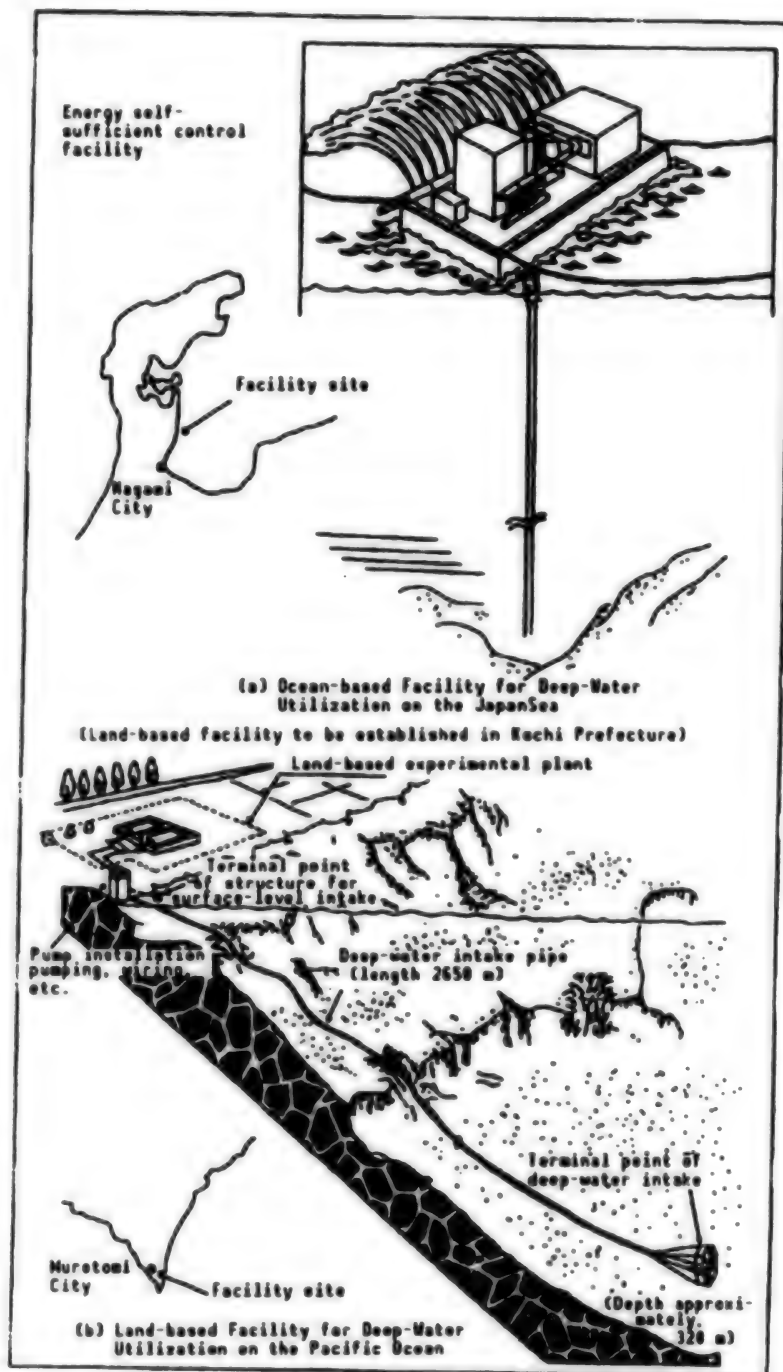 Energy self-
sufficient control
facility
Facility site
Nagami
City
(a) Ocean-based Facility for Deep-Water
Utilization on the JapanSea
(Land-based facility to be established in Kochi Prefectura)
Land-based experimental plant
Terminal point
of structure for
surface-level intake
Pump installation
pumping, wiring,
etc.
Deep-water intake pipe
(length 2650 m)
Terminal point of
deep-water intake
(Depth approxi-
mately.
320 m)
Murotomi
City
Facility site
(b) Land-based Facility for Deep-Water
Utilization on the Pacific Ocean